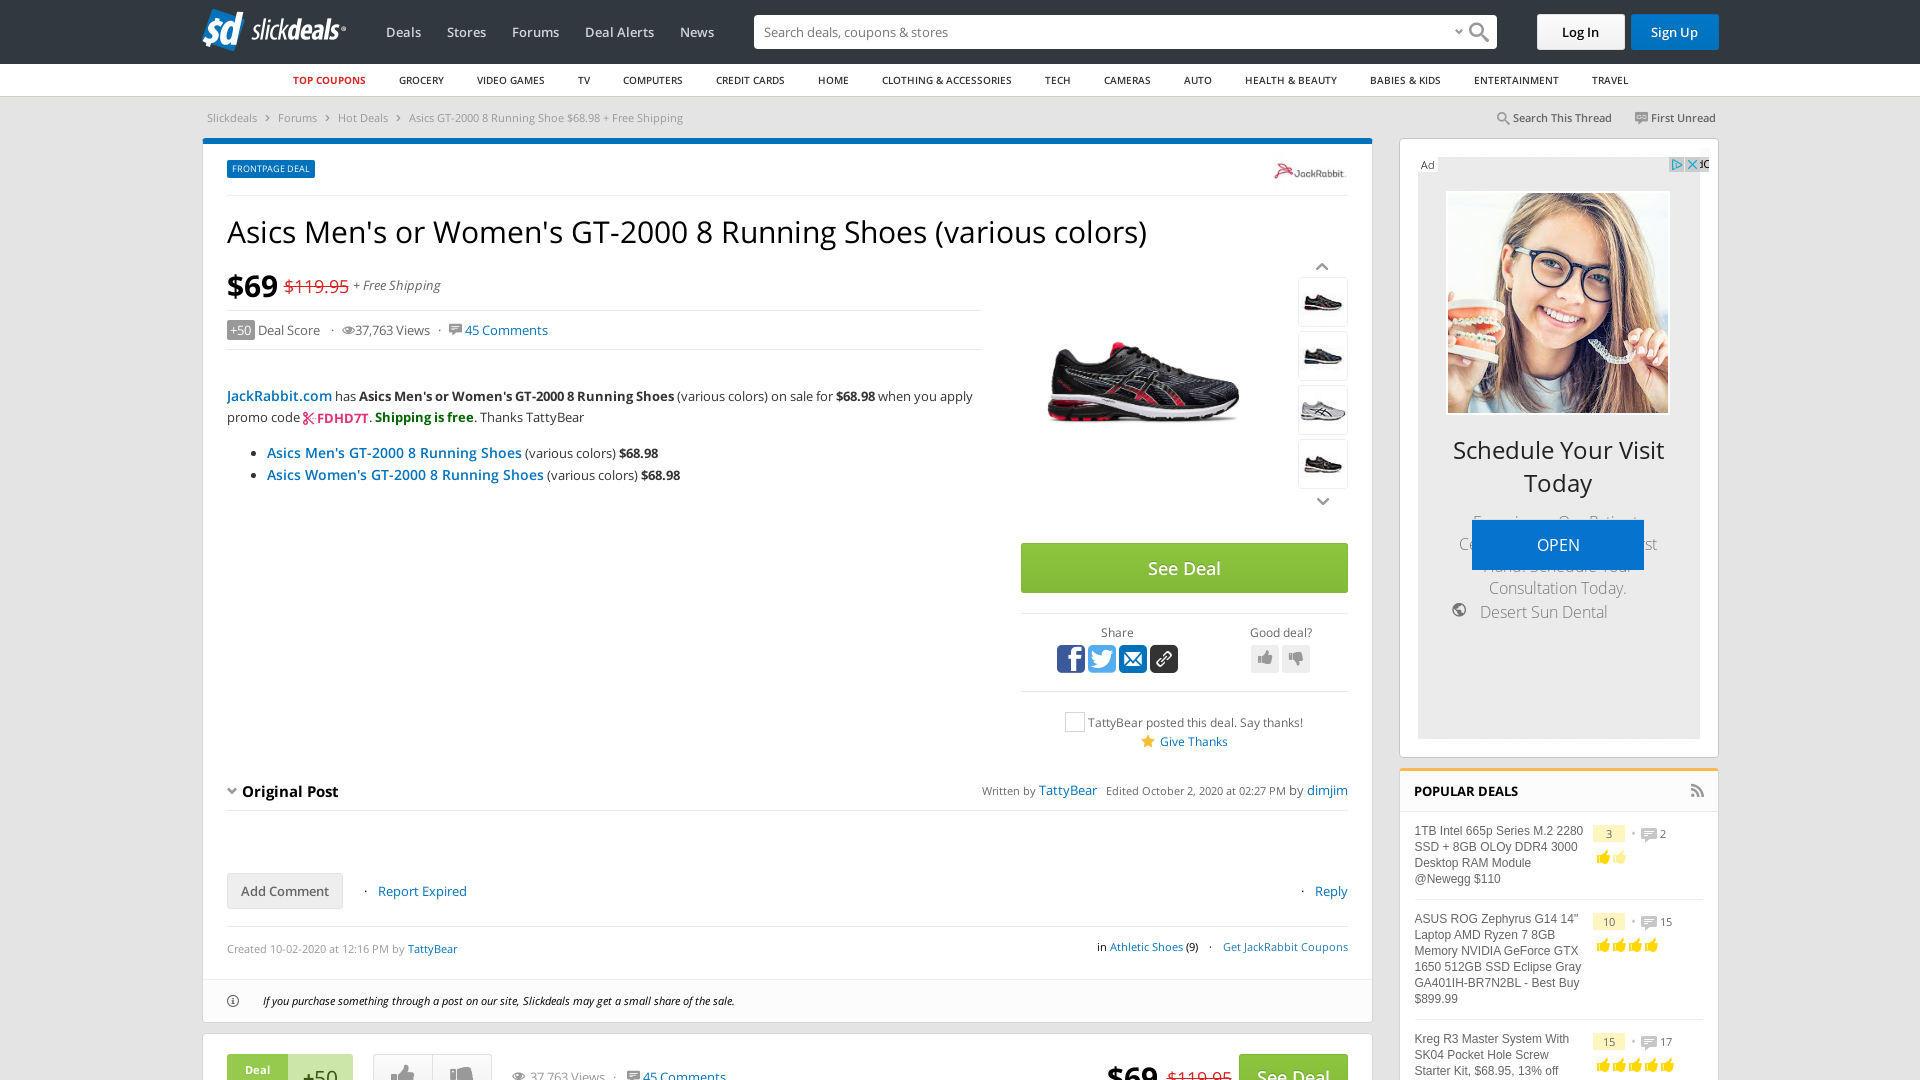 slickdeals
Deals
Stores
Forums
Deal Alerts
News
Search deals, coupons & stores
Log In
Sign Up
TOP COUPONS
GROCERY
VIDEO GAMES
TV
COMPUTERS
CREDIT CARDS
HOME
CLOTHING & ACCESSORIES
TECH
CAMERAS
AUTO
HEALTH & BEAUTY
BABIES & KIDS
ENTERTAINMENT
TRAVEL
Slickdeals › Forums › Hot Deals › Asics GT-2000 8 Running Shoe $68.98 + Free Shipping
Search This Thread
First Unread
FRONTPAGE DEAL
JackRabbit.
Asics Men's or Women's GT-2000 8 Running Shoes (various colors)
$69 $119.95 + Free Shipping
+50 Deal Score · 37,763 Views · 45 Comments
JackRabbit.com has Asics Men's or Women's GT-2000 8 Running Shoes (various colors) on sale for $68.98 when you apply
promo code FDHD7T. Shipping is free. Thanks TattyBear
• Asics Men's GT-2000 8 Running Shoes (various colors) $68.98
• Asics Women's GT-2000 8 Running Shoes (various colors) $68.98
See Deal
Share
Good deal?
TattyBear posted this deal. Say thanks!
Give Thanks
Original Post
Written by TattyBear Edited October 2, 2020 at 02:27 PM by dimjim
Add Comment
· Report Expired
· Reply
Created 10-02-2020 at 12:16 PM by TattyBear
in Athletic Shoes (9) · Get JackRabbit Coupons
If you purchase something through a post on our site, Slickdeals may get a small share of the sale.
Deal
+50
37,763 Views · 45 Comments
$69 $119.95
See Deal
Ad
Schedule Your Visit
Today
OPEN
Consultation Today.
Desert Sun Dental
POPULAR DEALS
1TB Intel 665p Series M.2 2280
SSD + 8GB OLOy DDR4 3000
Desktop RAM Module
@Newegg $110
3 • 2
ASUS ROG Zephyrus G14 14"
Laptop AMD Ryzen 7 8GB
Memory NVIDIA GeForce GTX
1650 512GB SSD Eclipse Gray
GA401IH-BR7N2BL - Best Buy
$899.99
10 • 15
Kreg R3 Master System With
SK04 Pocket Hole Screw
Starter Kit, $68.95, 13% off
15 • 17